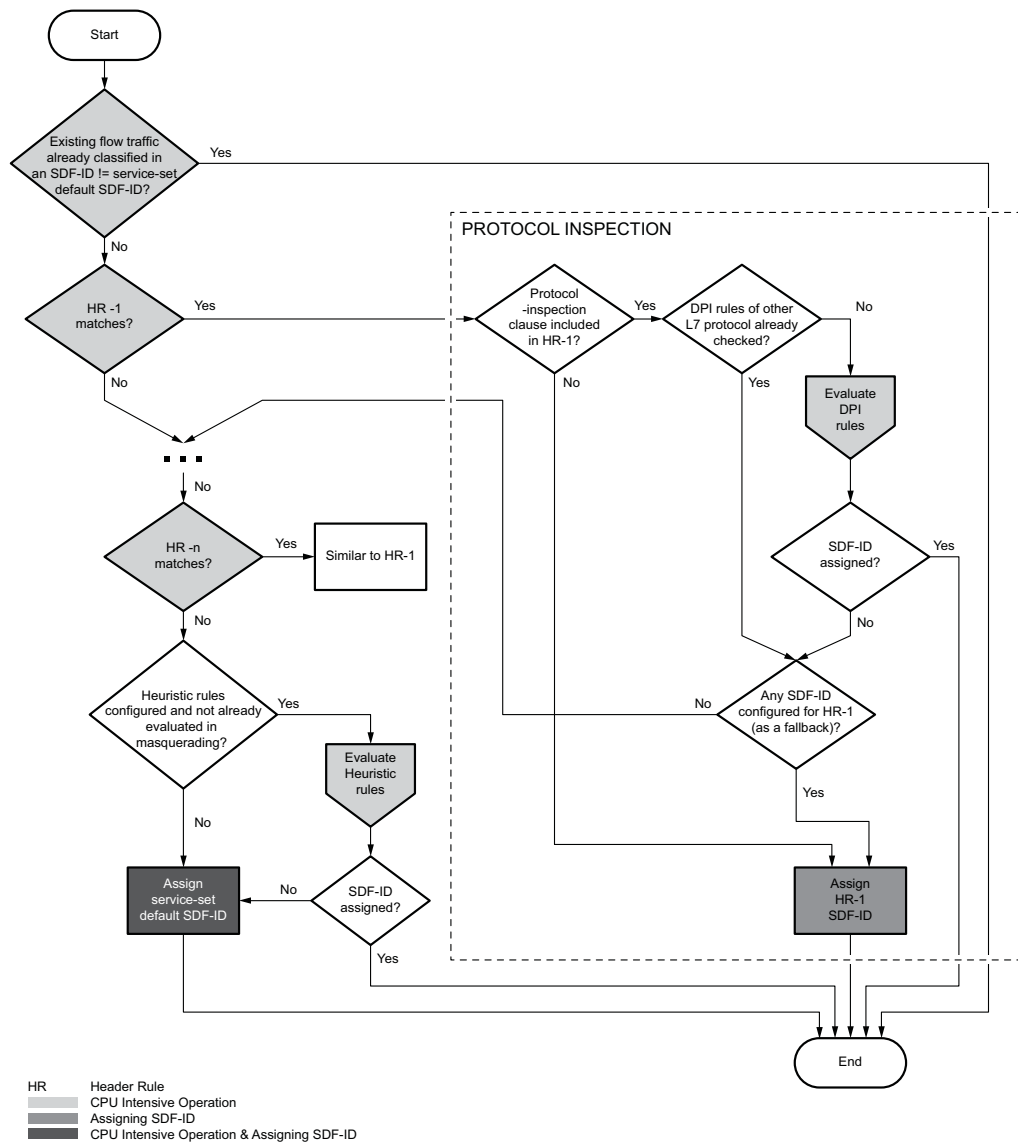 Start
Existing flow traffic
already classified in
an SDF-ID != service-set
default SDF-ID?
Yes
No
PROTOCOL INSPECTION
HR -1
matches?
Yes
No
Protocol
-inspection
clause included
in HR-1?
Yes
No
DPI rules of other
L7 protocol already
checked?
No
Yes
Evaluate
DPI
rules
SDF-ID
assigned?
Yes
No
Any SDF-ID
configured for HR-1
(as a fallback)?
No
Yes
Assign
HR-1
SDF-ID
No
HR -n
matches?
Yes
Similar to HR-1
No
Heuristic rules
configured and not already
evaluated in
masquerading?
Yes
No
Evaluate
Heuristic
rules
SDF-ID
assigned?
No
Yes
Assign
service-set
default SDF-ID
End
HR Header Rule
CPU Intensive Operation
Assigning SDF-ID
CPU Intensive Operation & Assigning SDF-ID